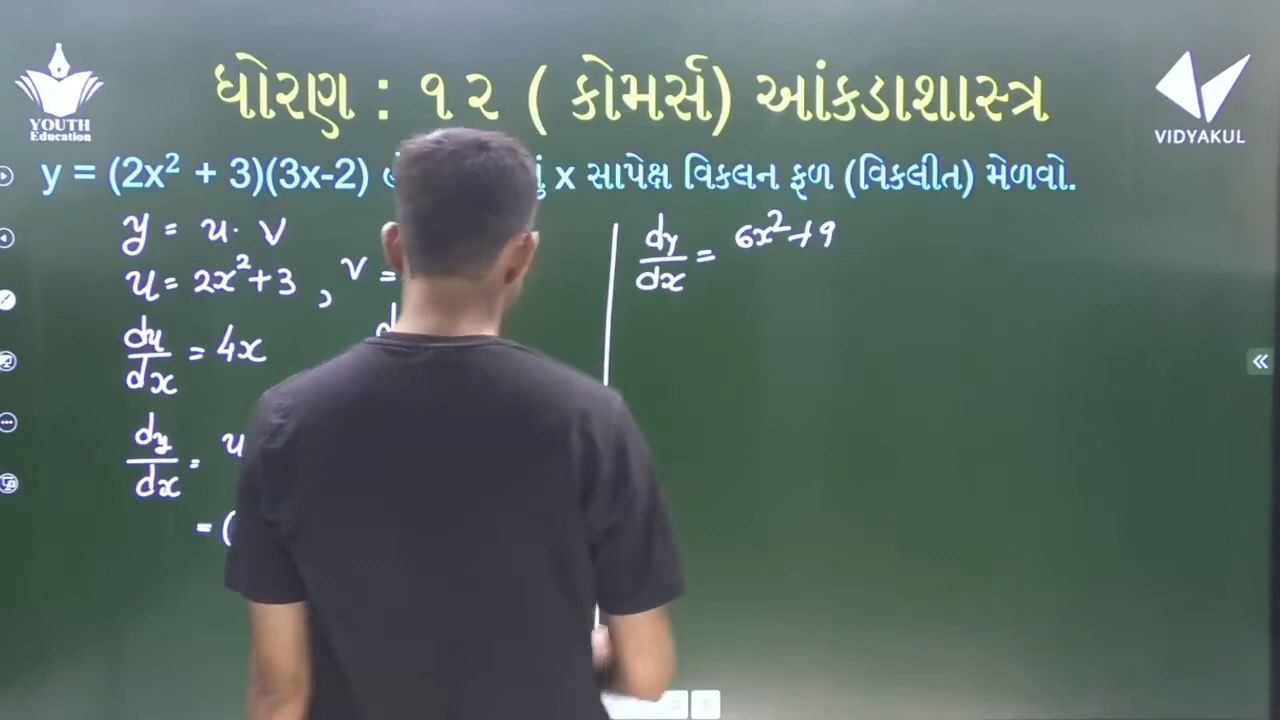 ધોરણ : ૧૨ ( કોમર્સ) આંકડાશાસ્ત્ર
YOUTH
Education
VIDYAKUL
y = (2x² + 3)(3x-2) x સાપેક્ષ વિકલન ફળ (વિકલીત) મેળવો.
y = u · v
u = 2x² + 3 , v =
du/dx = 4x
dy/dx = u
= (
dy/dx = 6x² + 9